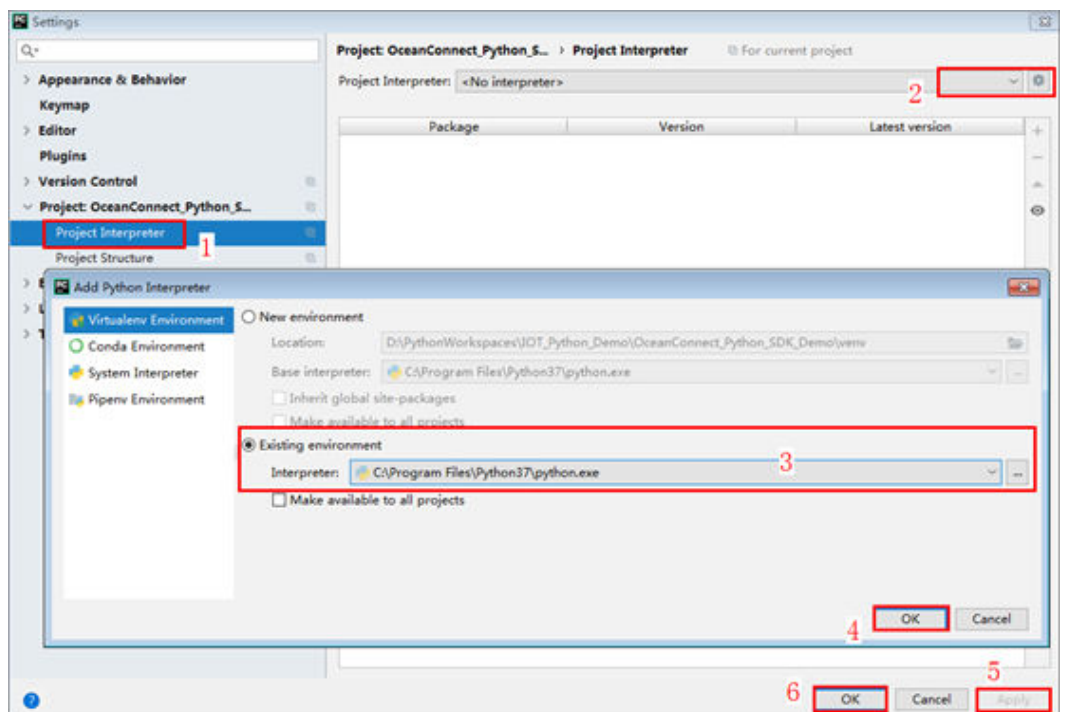 Settings
Project: OceanConnect_Python_S... › Project Interpreter For current project
Project Interpreter: <No interpreter>
2
Package Version Latest version
Appearance & Behavior
Keymap
Editor
Plugins
Version Control
Project: OceanConnect_Python_S...
Project Interpreter
1
Project Structure
Add Python Interpreter
Virtualenv Environment
Conda Environment
System Interpreter
Pipenv Environment
New environment
Location: D:\PythonWorkspaces\IOT_Python_Demo\OceanConnect_Python_SDK_Demo\venv
Base interpreter: C:\Program Files\Python37\python.exe
Inherit global site-packages
Make available to all projects
Existing environment
Interpreter: C:\Program Files\Python37\python.exe
3
Make available to all projects
4
OK Cancel
5
6
OK Cancel Apply